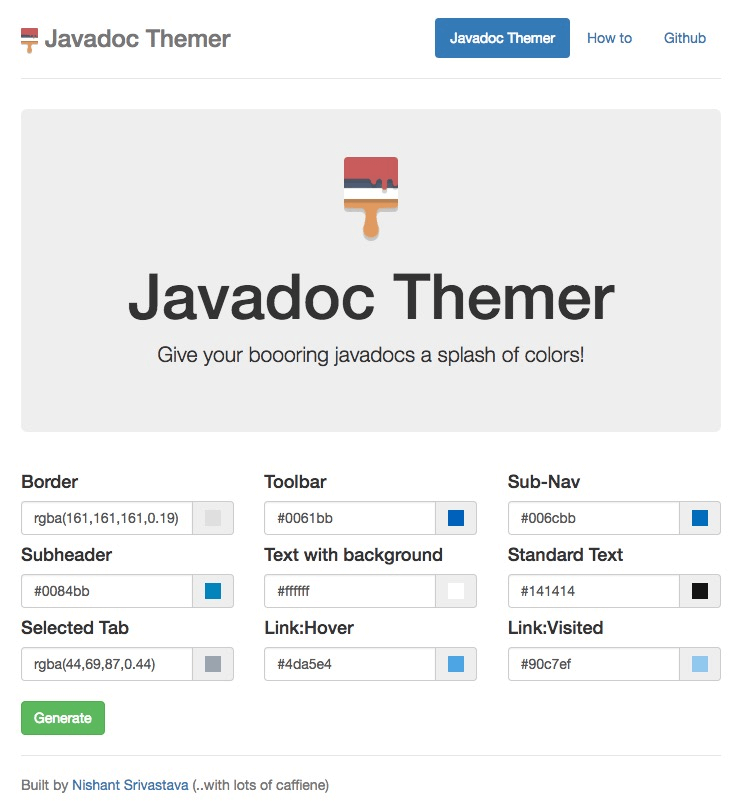 Javadoc Themer
Javadoc Themer How to Github
Javadoc Themer
Give your boooring javadocs a splash of colors!
Border Toolbar Sub-Nav
rgba(161,161,161,0.19) #0061bb #006cbb
Subheader Text with background Standard Text
#0084bb #ffffff #141414
Selected Tab Link:Hover Link:Visited
rgba(44,69,87,0.44) #4da5e4 #90c7ef
Generate
Built by Nishant Srivastava (..with lots of caffiene)